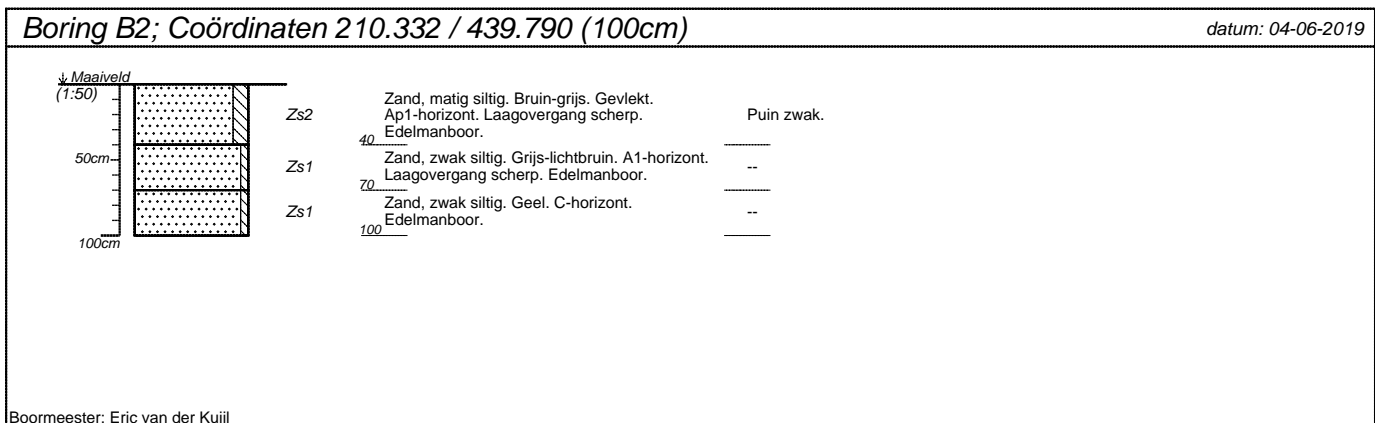 Boring B2; Coördinaten 210.332 / 439.790 (100cm)
datum: 04-06-2019
Maaiveld
(1:50)
Zs2
Zand, matig siltig. Bruin-grijs. Gevlekt.
Ap1-horizont. Laagovergang scherp.
Edelmanboor.
Puin zwak.
40
50cm
Zs1
Zand, zwak siltig. Grijs-lichtbruin. A1-horizont.
Laagovergang scherp. Edelmanboor.
--
70
Zs1
Zand, zwak siltig. Geel. C-horizont.
Edelmanboor.
--
100
100cm
Boormeester: Eric van der Kuijl